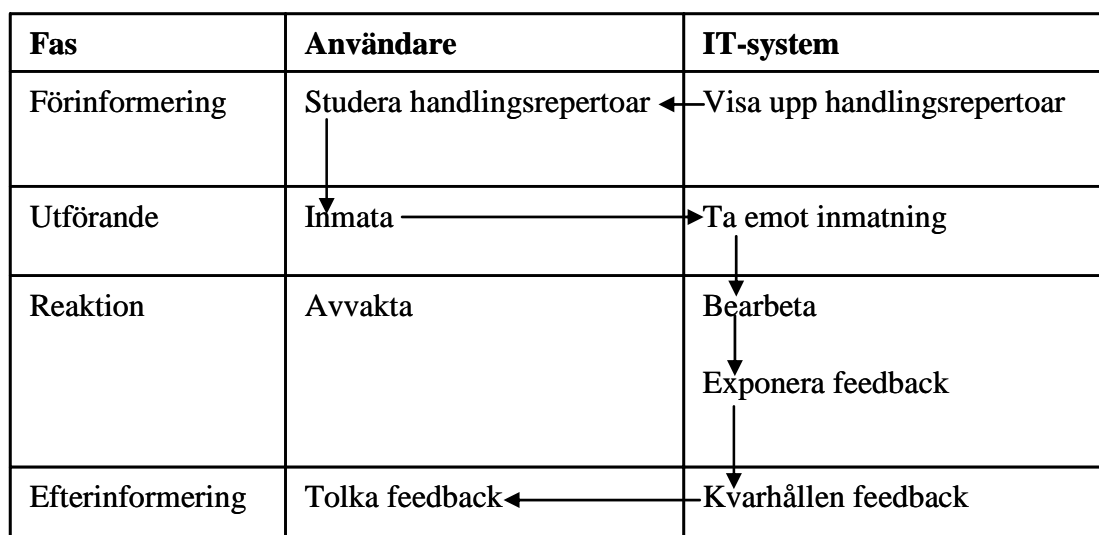 Fas Användare IT-system
Förinformering Studera handlingsrepertoar Visa upp handlingsrepertoar
Utförande Inmata Ta emot inmatning
Reaktion Avvakta Bearbeta
Exponera feedback
Efterinformering Tolka feedback Kvarhållen feedback